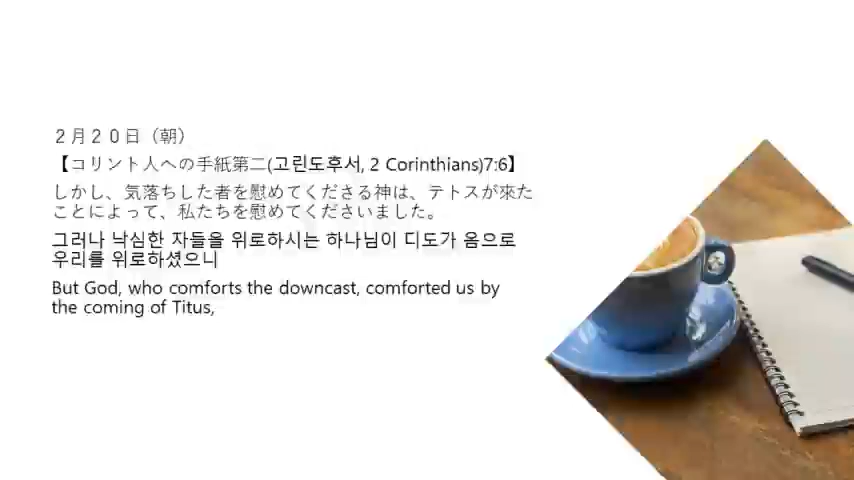 ２月２０日（朝）
【コリント人への手紙第二(고린도후서, 2 Corinthians)7:6】
しかし、気落ちした者を慰めてくださる神は、テトスが來た
ことによって、私たちを慰めてくださいました。
그러나 낙심한 자들을 위로하시는 하나님이 디도가 옴으로
우리를 위로하셨으니
But God, who comforts the downcast, comforted us by
the coming of Titus,